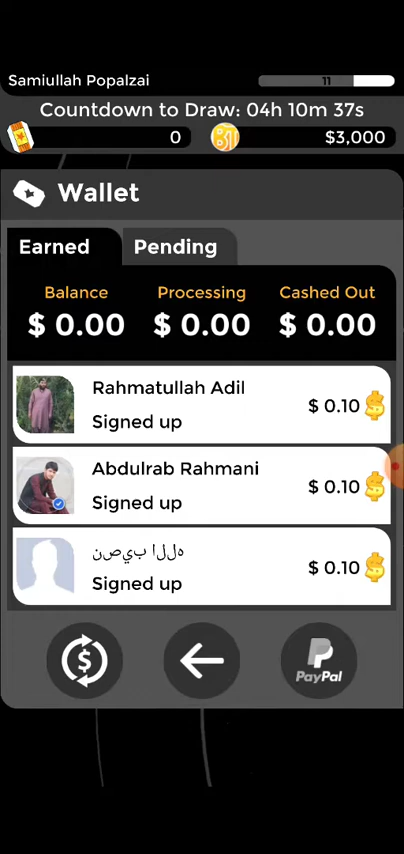 Samiullah Popalzai
11
Countdown to Draw: 04h 10m 37s
0
$3,000
Wallet
Earned
Pending
Balance
Processing
Cashed Out
$ 0.00
$ 0.00
$ 0.00
Rahmatullah Adil
Signed up
$ 0.10
Abdulrab Rahmani
Signed up
$ 0.10
هللا بيصن
Signed up
$ 0.10
PayPal